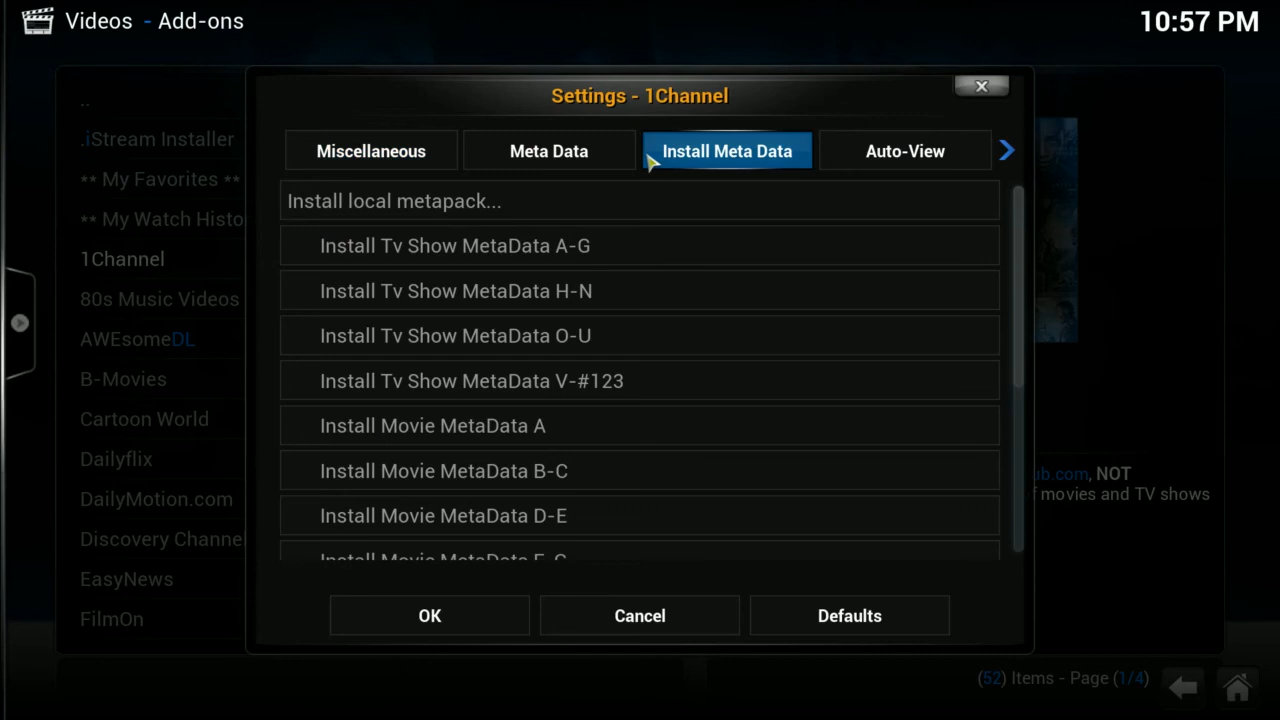 Videos - Add-ons
10:57 PM
Settings - 1Channel
Miscellaneous
Meta Data
Install Meta Data
Auto-View
Install local metapack...
Install Tv Show MetaData A-G
Install Tv Show MetaData H-N
Install Tv Show MetaData O-U
Install Tv Show MetaData V-#123
Install Movie MetaData A
Install Movie MetaData B-C
Install Movie MetaData D-E
OK
Cancel
Defaults
..
.iStream Installer
** My Favorites **
** My Watch Histo
1Channel
80s Music Videos
AWEsomeDL
B-Movies
Cartoon World
Dailyflix
DailyMotion.com
Discovery Channe
EasyNews
FilmOn
ub.com, NOT
f movies and TV shows
(52) Items - Page (1/4)